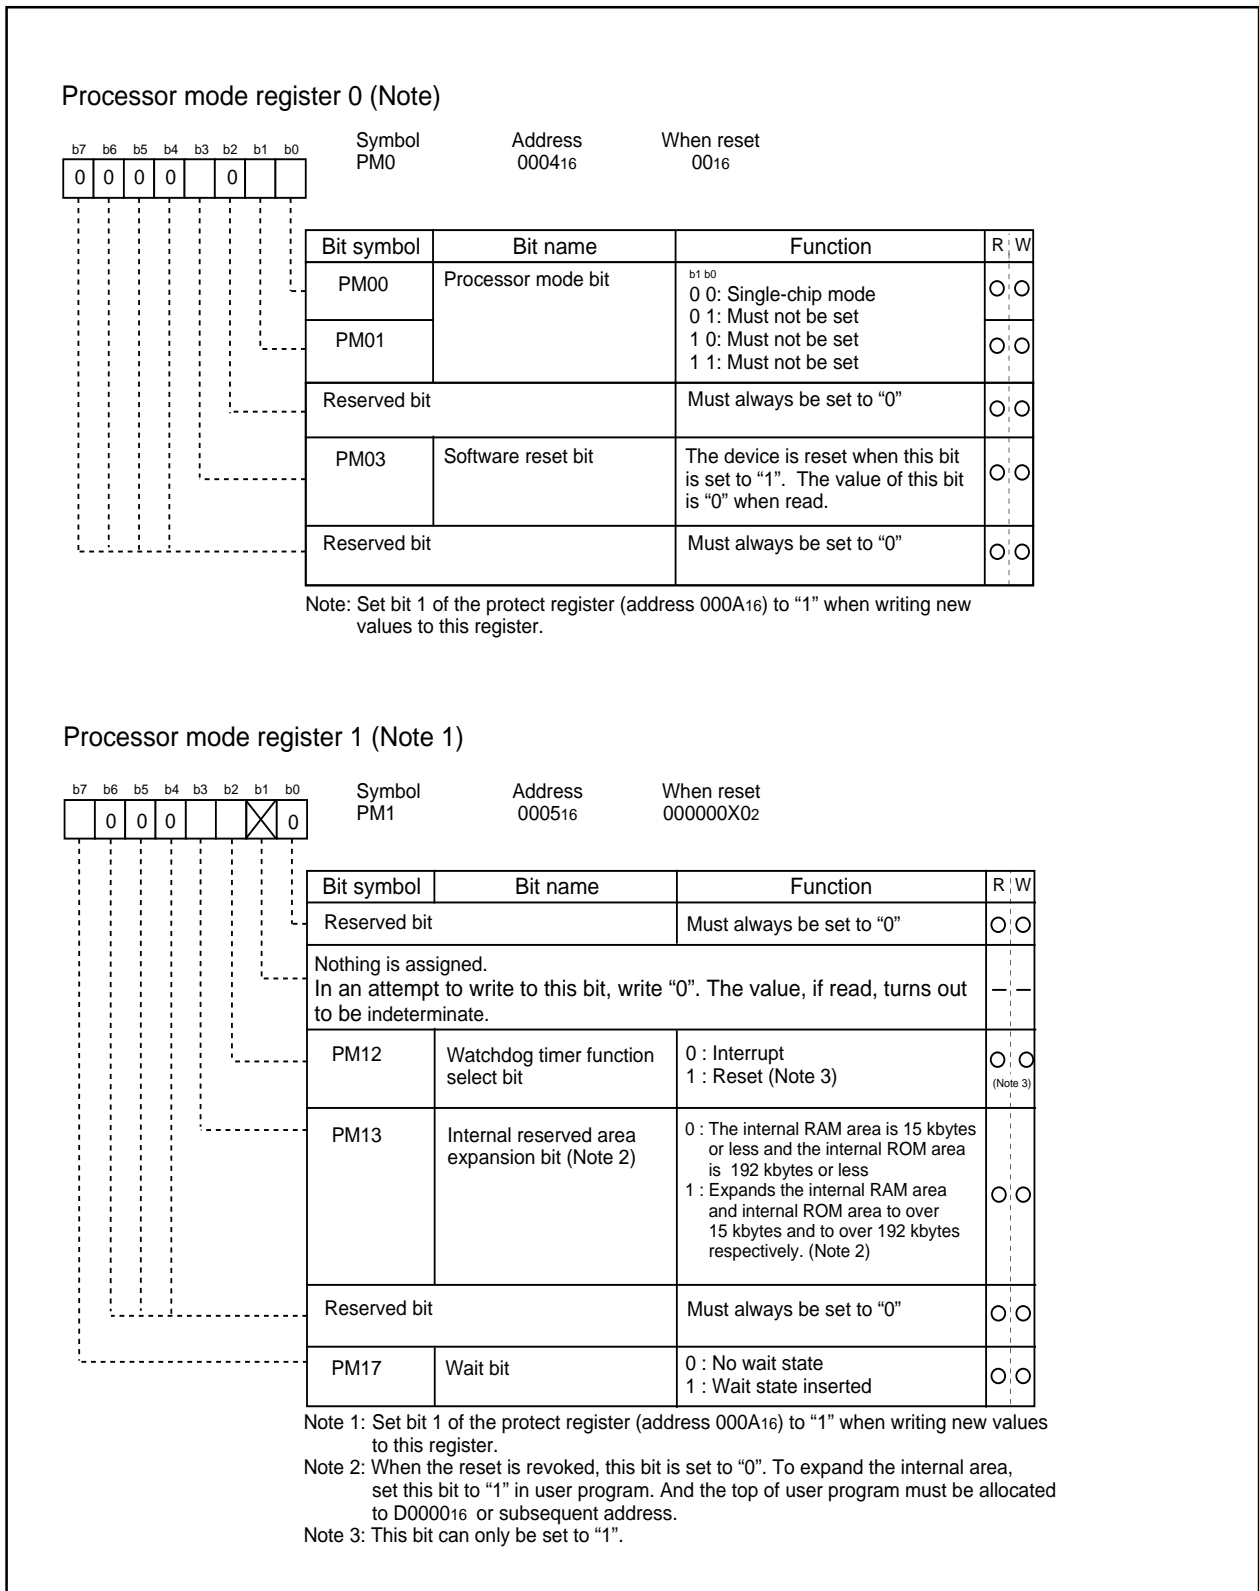 Processor mode register 0 (Note)
Symbol Address When reset
PM0 000416 0016
b7 b6 b5 b4 b3 b2 b1 b0
0 0 0 0 0
Bit symbol Bit name Function R W
PM00 Processor mode bit b1 b0
0 0: Single-chip mode
0 1: Must not be set
PM01 1 0: Must not be set
1 1: Must not be set
Reserved bit Must always be set to “0”
PM03 Software reset bit The device is reset when this bit
is set to “1”. The value of this bit
is “0” when read.
Reserved bit Must always be set to “0”
Note: Set bit 1 of the protect register (address 000A16) to “1” when writing new
values to this register.
Processor mode register 1 (Note 1)
Symbol Address When reset
PM1 000516 000000X02
b7 b6 b5 b4 b3 b2 b1 b0
0 0 0 0
Bit symbol Bit name Function R W
Reserved bit Must always be set to “0”
Nothing is assigned.
In an attempt to write to this bit, write “0”. The value, if read, turns out
to be indeterminate.
— —
PM12 Watchdog timer function 0 : Interrupt
select bit 1 : Reset (Note 3) (Note 3)
PM13 Internal reserved area 0 : The internal RAM area is 15 kbytes
expansion bit (Note 2) or less and the internal ROM area
is 192 kbytes or less
1 : Expands the internal RAM area
and internal ROM area to over
15 kbytes and to over 192 kbytes
respectively. (Note 2)
Reserved bit Must always be set to “0”
PM17 Wait bit 0 : No wait state
1 : Wait state inserted
Note 1: Set bit 1 of the protect register (address 000A16) to “1” when writing new values
to this register.
Note 2: When the reset is revoked, this bit is set to “0”. To expand the internal area,
set this bit to “1” in user program. And the top of user program must be allocated
to D000016 or subsequent address.
Note 3: This bit can only be set to “1”.